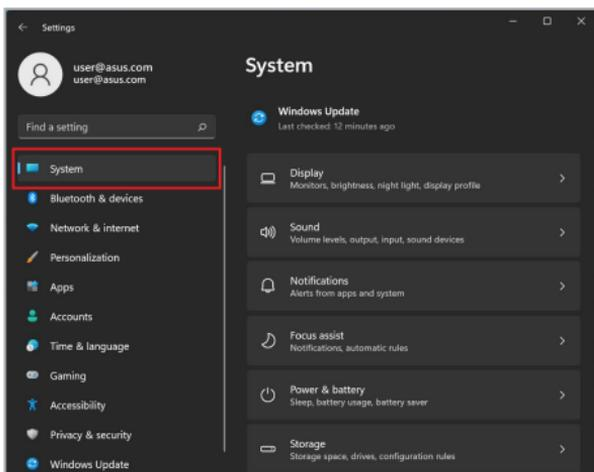 Settings
user@asus.com
user@asus.com
Find a setting
System
Bluetooth & devices
Network & internet
Personalization
Apps
Accounts
Time & language
Gaming
Accessibility
Privacy & security
Windows Update
System
Windows Update
Last checked: 12 minutes ago
Display
Monitors, brightness, night light, display profile
Sound
Volume levels, output, input, sound devices
Notifications
Alerts from apps and system
Focus assist
Notifications, automatic rules
Power & battery
Sleep, battery usage, battery saver
Storage
Storage space, drives, configuration rules